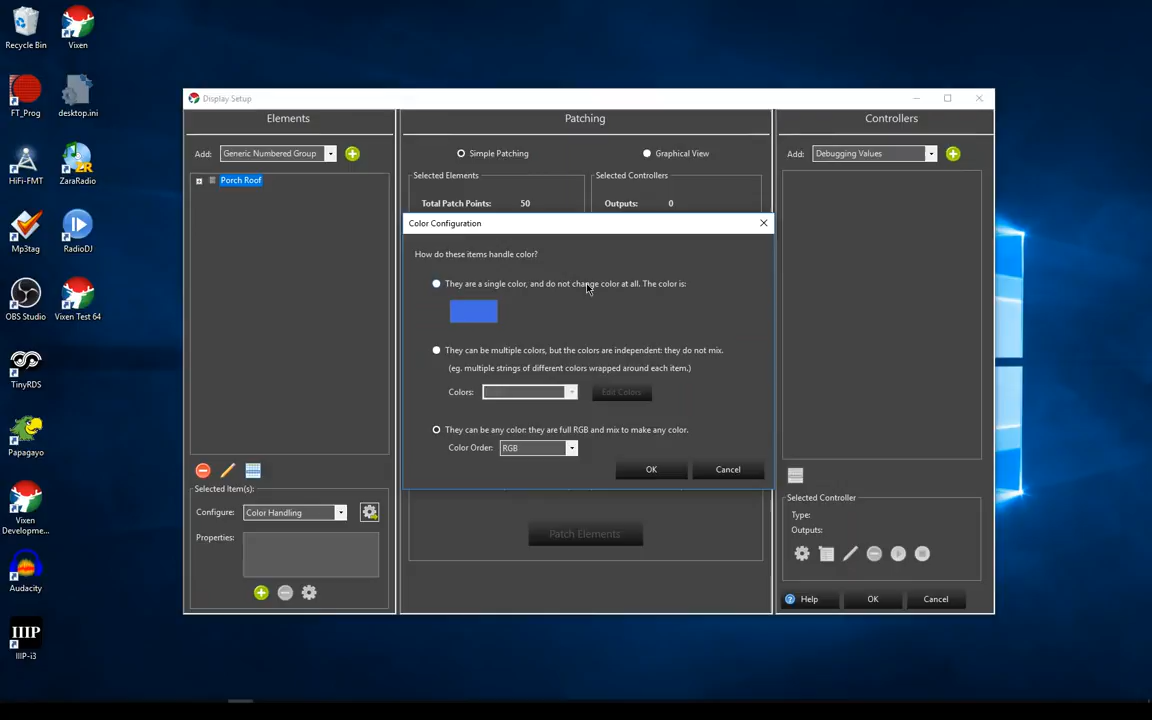 Recycle Bin
Vixen
FT_Prog
desktop.ini
HiFi-FMT
ZaraRadio
Mp3tag
RadioDJ
OBS Studio
Vixen Test 64
TinyRDS
Papagayo
Vixen
Developme...
Audacity
IIIP
IIIP-i3
Display Setup
Elements
Add:
Generic Numbered Group
Porch Roof
Selected Item(s):
Configure:
Color Handling
Properties:
Patching
Simple Patching
Graphical View
Selected Elements
Selected Controllers
Total Patch Points:
50
Outputs:
0
Color Configuration
How do these items handle color?
They are a single color, and do not change color at all. The color is:
They can be multiple colors, but the colors are independent: they do not mix.
(eg. multiple strings of different colors wrapped around each item.)
Colors:
Edit Colors
They can be any color: they are full RGB and mix to make any color.
Color Order:
RGB
OK
Cancel
Patch Elements
Controllers
Add:
Debugging Values
Selected Controller
Type:
Outputs:
Help
OK
Cancel